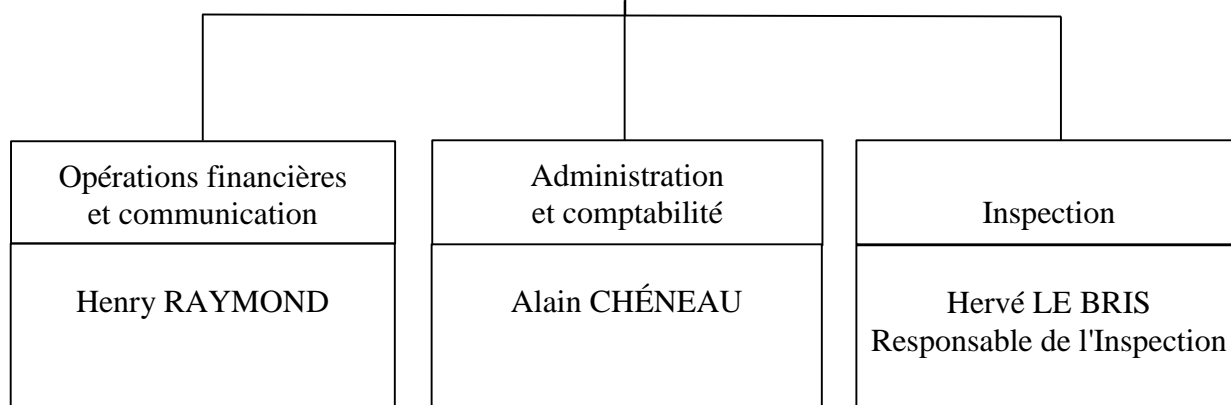 Opérations financières
et communication
Henry RAYMOND
Administration
et comptabilité
Alain CHÉNEAU
Inspection
Hervé LE BRIS
Responsable de l'Inspection